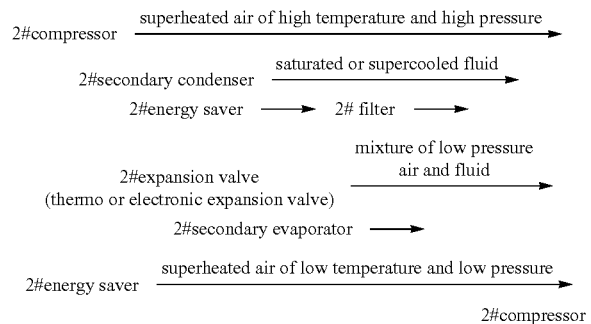 superheated air of high temperature and high pressure
2#compressor
saturated or supercooled fluid
2#secondary condenser
2#energy saver 2# filter
mixture of low pressure
air and fluid
2#expansion valve
(thermo or electronic expansion valve)
2#secondary evaporator
superheated air of low temperature and low pressure
2#energy saver
2#compressor